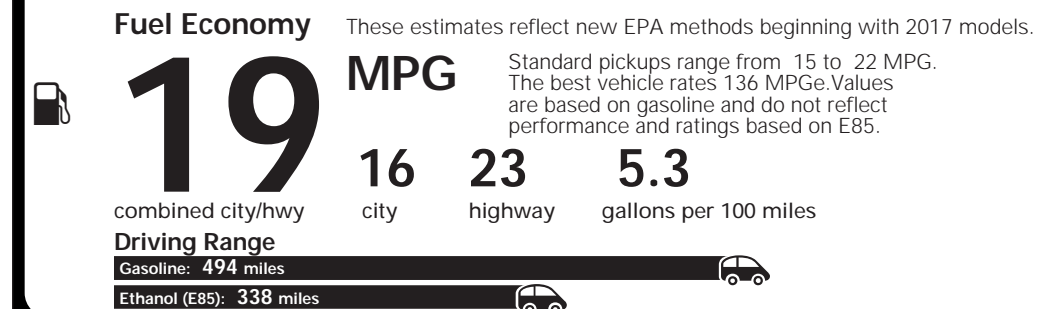 Fuel Economy These estimates reflect new EPA methods beginning with 2017 models.
19 MPG
Standard pickups range from 15 to 22 MPG.
The best vehicle rates 136 MPGe.Values
are based on gasoline and do not reflect
performance and ratings based on E85.
16 23 5.3
combined city/hwy city highway gallons per 100 miles
Driving Range
Gasoline: 494 miles
Ethanol (E85): 338 miles